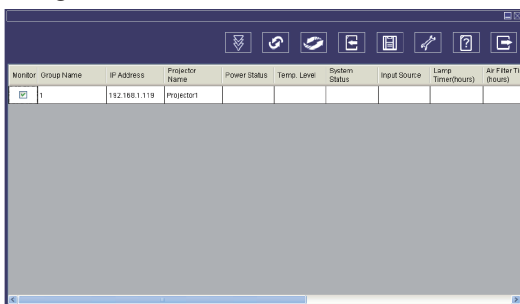 Monitor Group Name IP Address Projector Name Power Status Temp. Level System Status Input Source Lamp Timer(hours) Air Filter Ti (hours)
1 192.168.1.119 Projector1